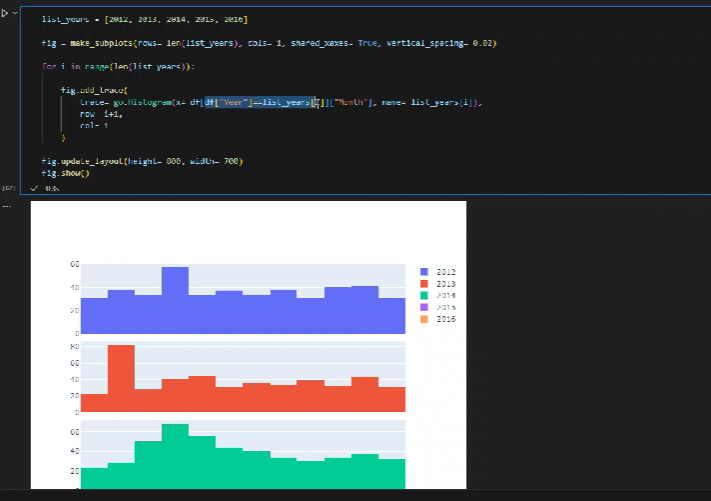 list_years = [2012, 2013, 2014, 2015, 2016]
fig = make_subplots(rows= len(list_years), cols= 1, shared_xaxes= True, vertical_spacing= 0.02)
for i in range(len(list_years)):
fig.add_trace(
trace= go.Histogram(x= df[df["Year"]==list_years[i]]["Month"], name= list_years[i]),
row= i+1,
col= 1
)
fig.update_layout(height= 800, width= 700)
fig.show()
0.3s
60
40
20
0
2012
2013
2014
2015
2016
80
60
40
20
0
60
40
20